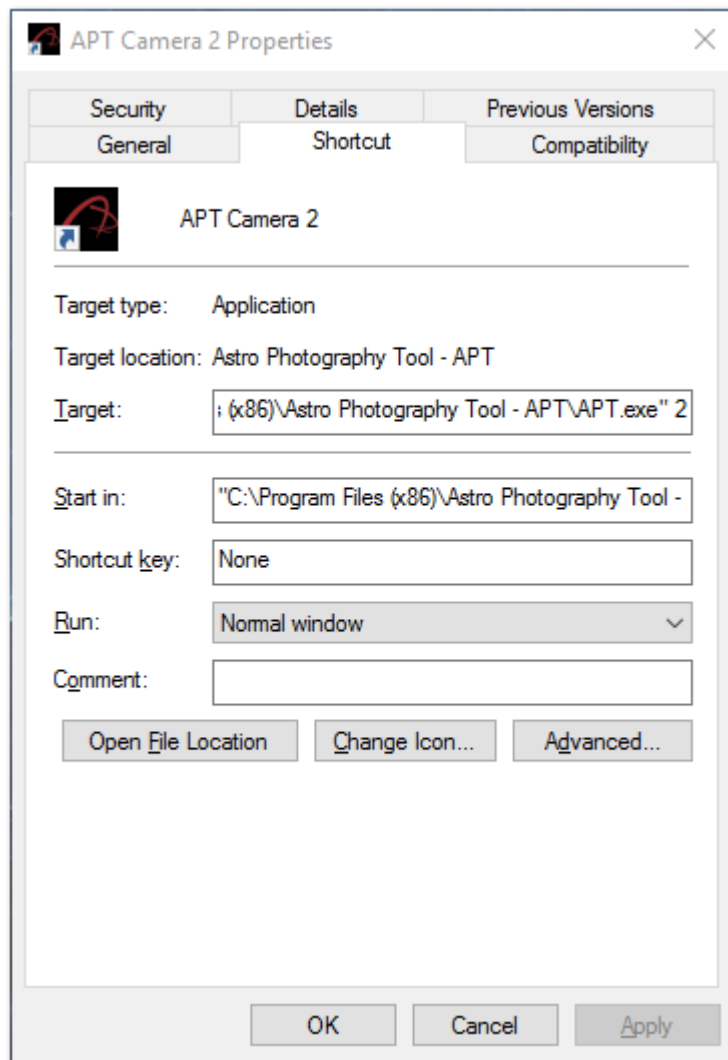 APT Camera 2 Properties
Security Details Previous Versions
General Shortcut Compatibility
APT Camera 2
Target type: Application
Target location: Astro Photography Tool - APT
Target: (x86)\Astro Photography Tool - APT\APT.exe" 2
Start in: "C:\Program Files (x86)\Astro Photography Tool -
Shortcut key: None
Run: Normal window
Comment:
Open File Location Change Icon... Advanced...
OK Cancel Apply